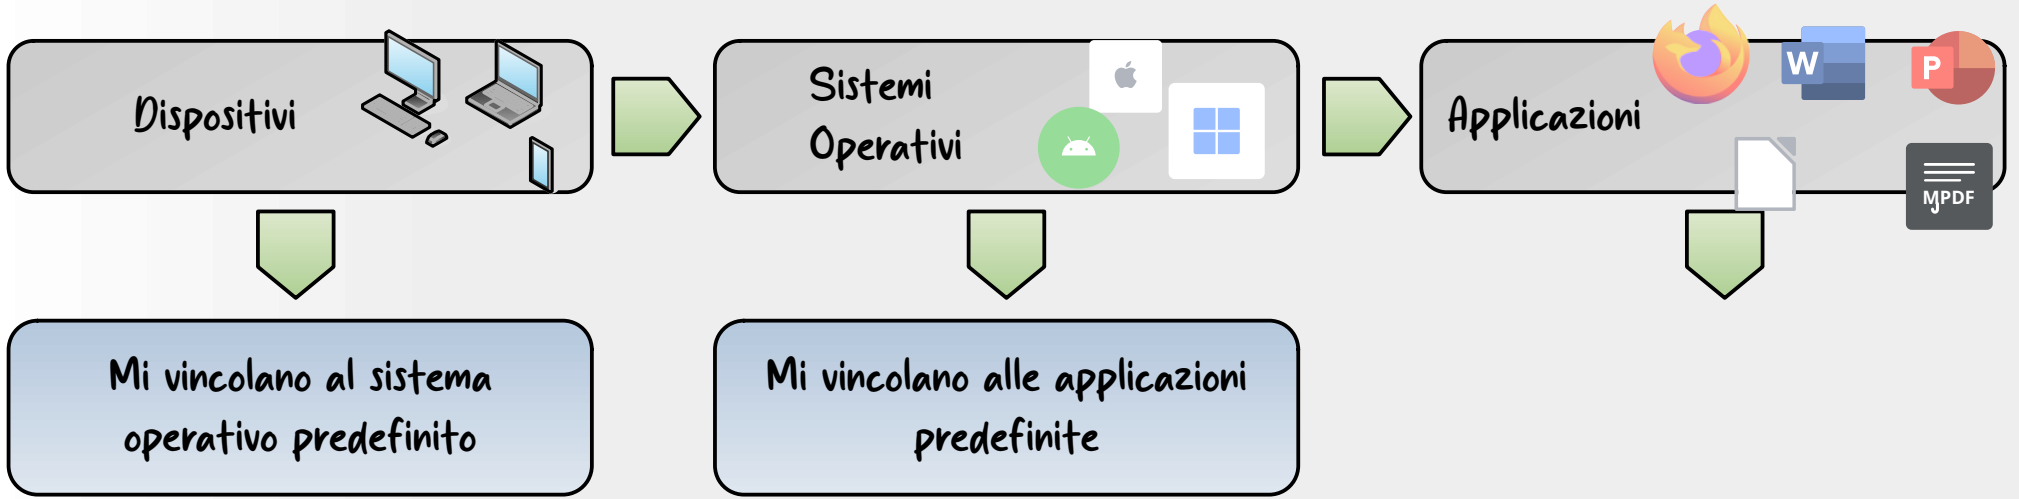 Dispositivi
Sistemi
Operativi
Applicazioni
W
P
MPDF
Mi vincolano al sistema
operativo predefinito
Mi vincolano alle applicazioni
predefinite